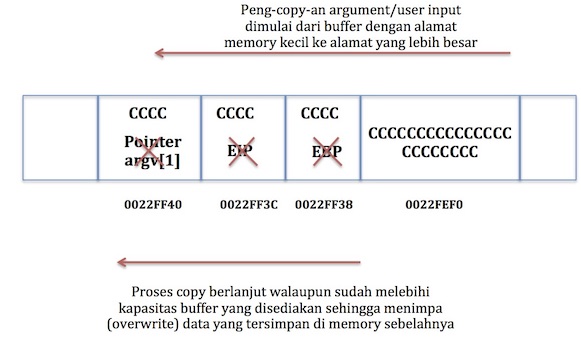 Peng-copy-an argument/user input
dimulai dari buffer dengan alamat
memory kecil ke alamat yang lebih besar
CCCC
Pointer
argv[1]
CCCC
EIP
CCCC
EBP
CCCCCCCCCCCCCCC
CCCCCCCC
0022FF40
0022FF3C
0022FF38
0022FEF0
Proses copy berlanjut walaupun sudah melebihi
kapasitas buffer yang disediakan sehingga menimpa
(overwrite) data yang tersimpan di memory sebelahnya